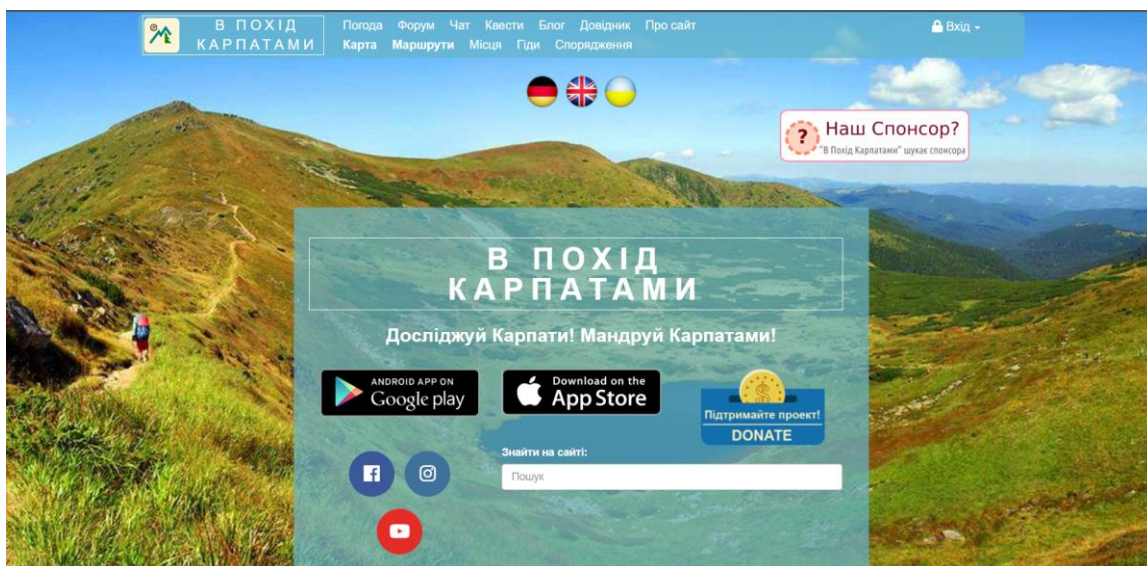 В ПОХІД
КАРПАТАМИ
Погода Форум Чат Квести Блог Довідник Про сайт
Карта Маршрути Місця Гіди Спорядження
Вхід
? Наш Спонсор?
"В Похід Карпатами" шукає спонсора
В ПОХІД
КАРПАТАМИ
Досліджуй Карпати! Мандруй Карпатами!
ANDROID APP ON
Google play
Download on the
App Store
Підтримайте проект!
DONATE
Знайти на сайті:
Пошук